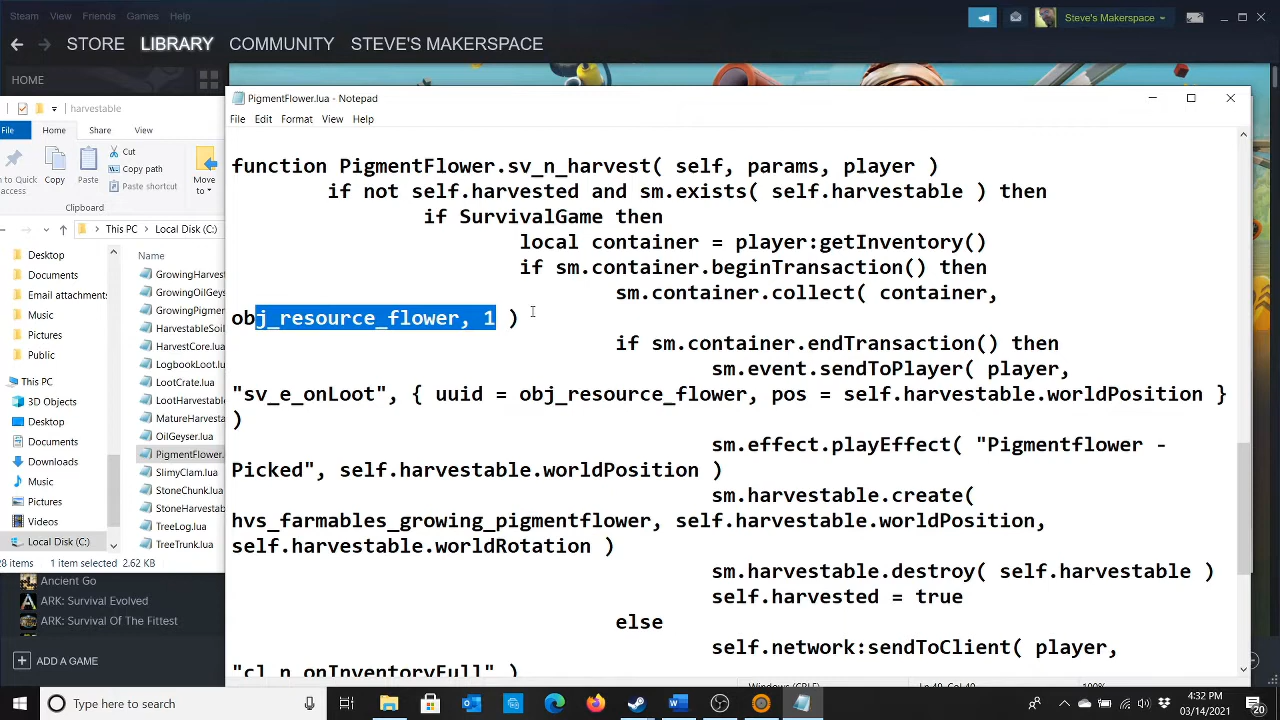 Steam View Friends Games Help
Steve's Makerspace
STORE LIBRARY COMMUNITY STEVE'S MAKERSPACE
HOME
harvestable
File Home Share View
Pin to Quick Access
Copy
Paste
Cut
Copy path
Paste shortcut
Move to
Clipboard
This PC Local Disk (C:)
Desktop
Documents
Email attachments
future
Pictures
Public
This PC
3D Objects
Desktop
Documents
Downloads
Music
Pictures
Videos
Local Disk (C:)
Name
GrowingHarvest
GrowingOilGeys
GrowingPigmen
HarvestableSoil
HarvestCore.lua
LogbookLoot.lu
LootCrate.lua
LootHarvestable
MatureHarvesta
OilGeyser.lua
PigmentFlower.
SlimyClam.lua
StoneChunk.lua
StoneHarvestab
TreeLog.lua
TreeTrunk.lua
28 items 1 item selected 2.62 KB
Ancient Go
ARK: Survival Evolved
ARK: Survival Of The Fittest
ADD A GAME
PigmentFlower.lua - Notepad
File Edit Format View Help
function PigmentFlower.sv_n_harvest( self, params, player )
if not self.harvested and sm.exists( self.harvestable ) then
if SurvivalGame then
local container = player:getInventory()
if sm.container.beginTransaction() then
sm.container.collect( container,
obj_resource_flower, 1 )
if sm.container.endTransaction() then
sm.event.sendToPlayer( player,
"sv_e_onLoot", { uuid = obj_resource_flower, pos = self.harvestable.worldPosition }
)
sm.effect.playEffect( "Pigmentflower -
Picked", self.harvestable.worldPosition )
sm.harvestable.create(
hvs_farmables_growing_pigmentflower, self.harvestable.worldPosition,
self.harvestable.worldRotation )
sm.harvestable.destroy( self.harvestable )
self.harvested = true
else
self.network:sendToClient( player,
"cl_n_onInventoryFull" )
Type here to search
4:32 PM
03/14/2021
20